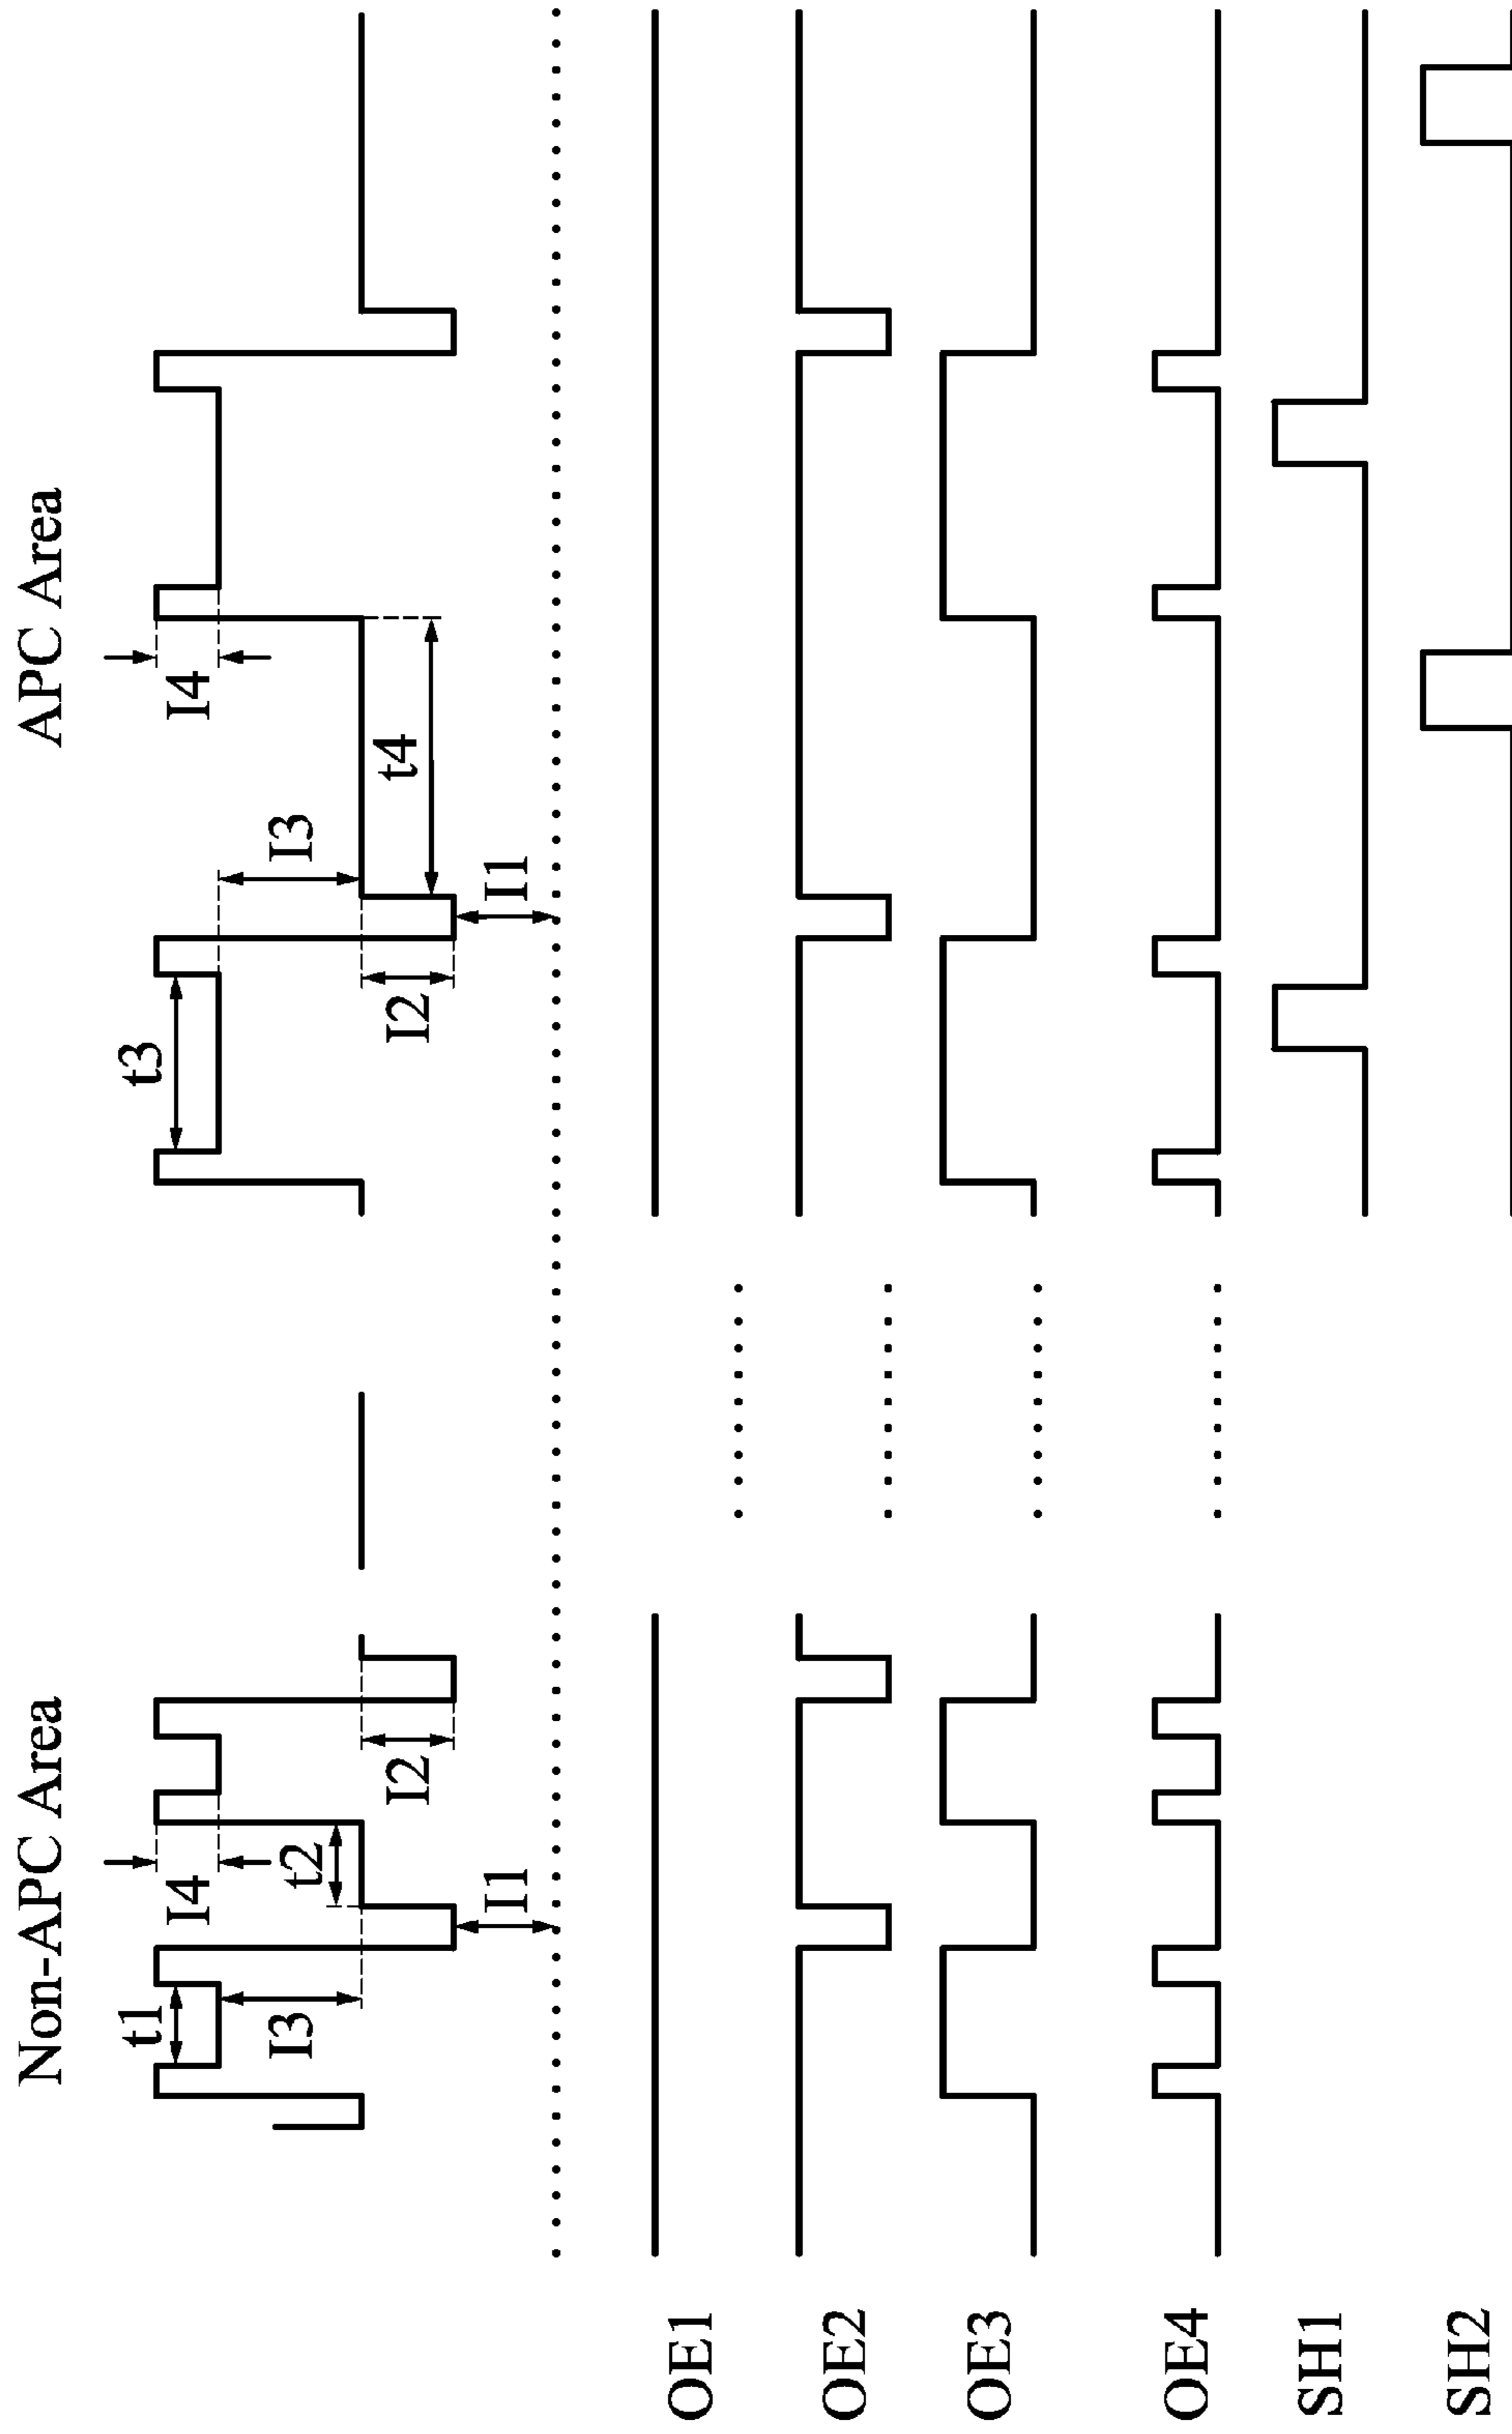 Non-APC Area
APC Area
t1
I4
t3
I4
I3
t2
I3
I2
I2
t4
I1
I1
OE1
OE2
OE3
OE4
SH1
SH2